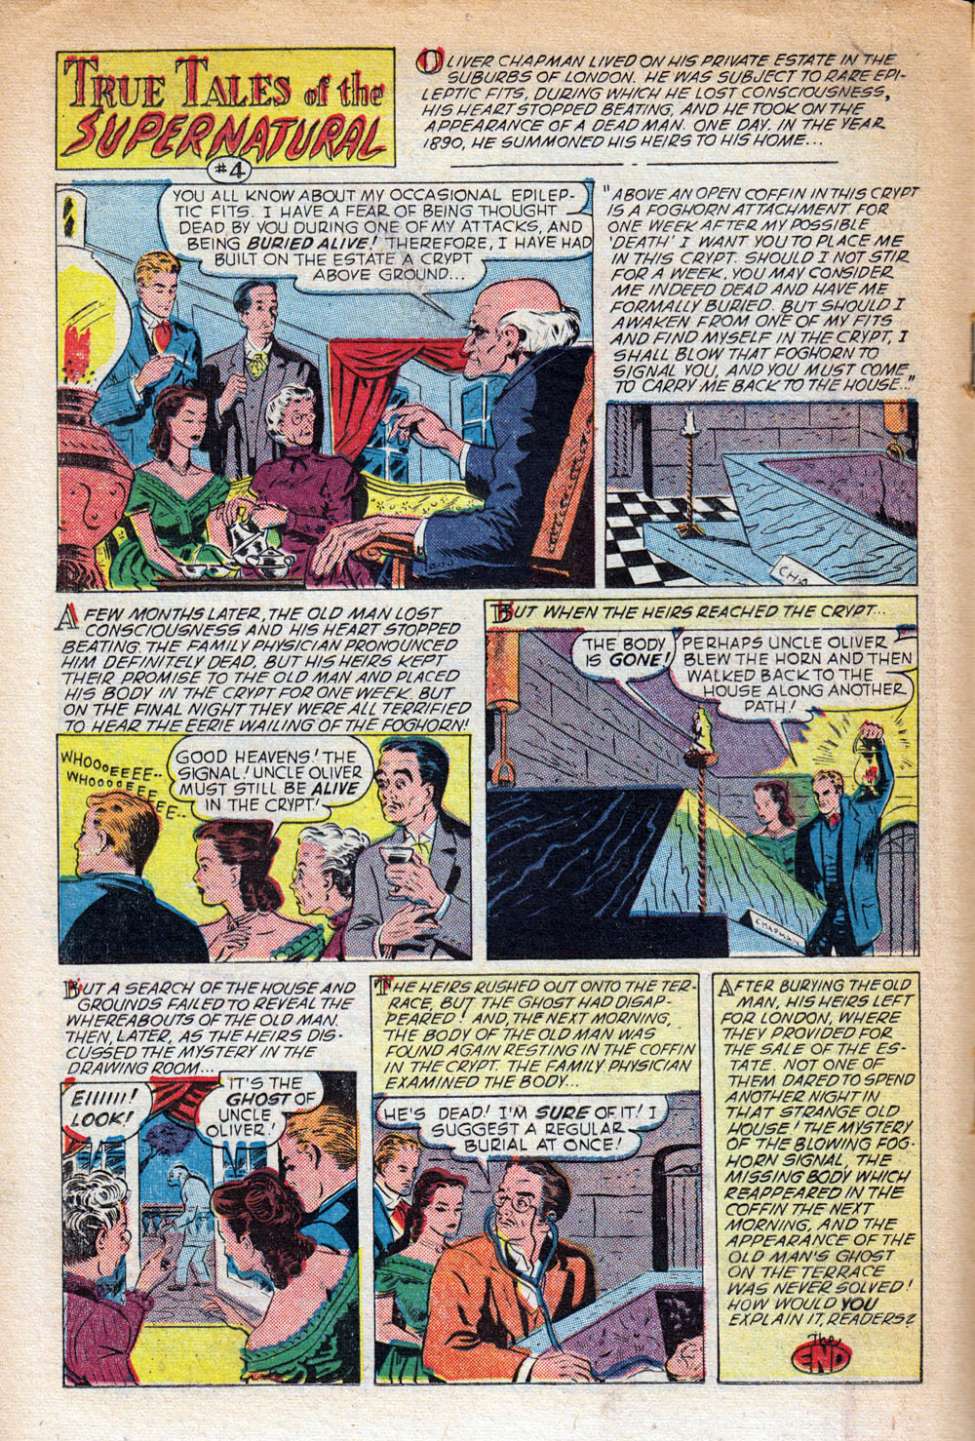 TRUE TALES of the
SUPERNATURAL
#4
OLIVER CHAPMAN LIVED ON HIS PRIVATE ESTATE IN THE
SUBURBS OF LONDON. HE WAS SUBJECT TO RARE EPI-
LEPTIC FITS, DURING WHICH HE LOST CONSCIOUSNESS,
HIS HEART STOPPED BEATING, AND HE TOOK ON THE
APPEARANCE OF A DEAD MAN. ONE DAY, IN THE YEAR
1890, HE SUMMONED HIS HEIRS TO HIS HOME...
YOU ALL KNOW ABOUT MY OCCASIONAL EPILEP-
TIC FITS. I HAVE A FEAR OF BEING THOUGHT
DEAD, BY YOU DURING ONE OF MY ATTACKS, AND
BEING BURIED ALIVE! THEREFORE, I HAVE HAD
BUILT ON THE ESTATE A CRYPT
ABOVE GROUND...
"ABOVE AN OPEN COFFIN IN THIS CRYPT
IS A FOGHORN ATTACHMENT. FOR
ONE WEEK AFTER MY POSSIBLE
'DEATH' I WANT YOU TO PLACE ME
IN THIS CRYPT. SHOULD I NOT STIR
FOR A WEEK, YOU MAY CONSIDER
ME INDEED DEAD AND HAVE ME
FORMALLY BURIED. BUT SHOULD I
AWAKEN FROM ONE OF MY FITS
AND FIND MYSELF IN THE CRYPT, I
SHALL BLOW THAT FOGHORN TO
SIGNAL YOU, AND YOU MUST COME
TO CARRY ME BACK TO THE HOUSE..."
CHA
A FEW MONTHS LATER, THE OLD MAN LOST
CONSCIOUSNESS AND HIS HEART STOPPED
BEATING. THE FAMILY PHYSICIAN PRONOUNCED
HIM DEFINITELY DEAD, BUT HIS HEIRS KEPT
THEIR PROMISE TO THE OLD MAN AND PLACED
HIS BODY IN THE CRYPT FOR ONE WEEK. BUT
ON THE FINAL NIGHT THEY WERE ALL TERRIFIED
TO HEAR THE EERIE WAILING OF THE FOGHORN!
WHOOOEEEE--
WHOOOOEEEE
EE--
GOOD HEAVENS! THE
SIGNAL! UNCLE OLIVER
MUST STILL BE ALIVE
IN THE CRYPT!
BUT WHEN THE HEIRS REACHED THE CRYPT...
THE BODY
IS GONE!
PERHAPS UNCLE OLIVER
BLEW THE HORN AND THEN
WALKED BACK TO THE
HOUSE ALONG ANOTHER
PATH!
CHAPMAN
BUT A SEARCH OF THE HOUSE AND
GROUNDS FAILED TO REVEAL THE
WHEREABOUTS OF THE OLD MAN.
THEN, LATER, AS THE HEIRS DIS-
CUSSED THE MYSTERY IN THE
DRAWING ROOM...
EIIIIII!
LOOK!
IT'S THE
GHOST OF
UNCLE
OLIVER!
THE HEIRS RUSHED OUT ONTO THE TER-
RACE, BUT THE GHOST HAD DISAP-
PEARED! AND, THE NEXT MORNING,
THE BODY OF THE OLD MAN WAS
FOUND AGAIN RESTING IN THE COFFIN
IN THE CRYPT. THE FAMILY PHYSICIAN
EXAMINED THE BODY...
HE'S DEAD! I'M SURE OF IT! I
SUGGEST A REGULAR
BURIAL AT ONCE!
AFTER BURYING THE OLD
MAN, HIS HEIRS LEFT
FOR LONDON, WHERE
THEY PROVIDED FOR
THE SALE OF THE ES-
TATE. NOT ONE OF
THEM DARED TO SPEND
ANOTHER NIGHT IN
THAT STRANGE OLD
HOUSE! THE MYSTERY
OF THE BLOWING FOG-
HORN SIGNAL, THE
MISSING BODY WHICH
REAPPEARED IN THE
COFFIN THE NEXT
MORNING, AND THE
APPEARANCE OF THE
OLD MAN'S GHOST
ON THE TERRACE
WAS NEVER SOLVED!
HOW WOULD YOU
EXPLAIN IT, READERS?
The
END